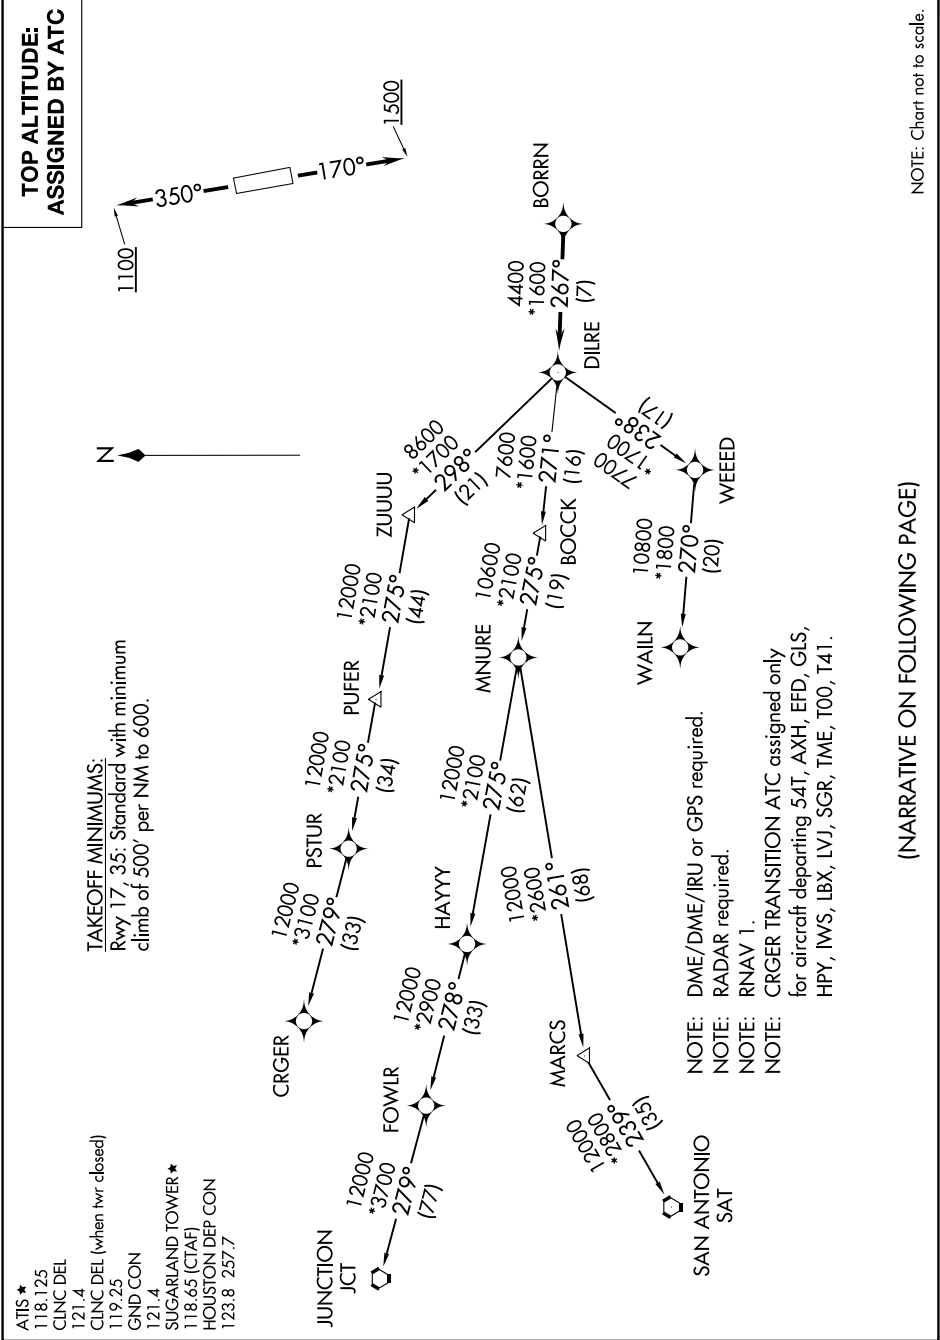 TOP ALTITUDE:
ASSIGNED BY ATC
ATIS ★
118.125
CLNC DEL
121.4
CLNC DEL (when twr closed)
119.25
GND CON
121.4
SUGARLAND TOWER ★
118.65 (CTAF)
HOUSTON DEP CON
123.8 257.7
TAKEOFF MINIMUMS:
Rwy 17, 35: Standard with minimum
climb of 500' per NM to 600.
N
1100
350°
170°
1500
BORRN
4400
*1600
267°
(7)
DILRE
8600
*1700
298°
(21)
ZUUUU
12000
*2100
275°
(44)
PUFER
12000
*2100
275°
(34)
PSTUR
12000
*3100
279°
(33)
CRGER
7600
*1600
271°
(16)
BOCCK
10600
*2100
275°
(19)
MNURE
12000
*2100
275°
(62)
HAYYY
12000
*2900
278°
(33)
FOWLR
12000
*3700
279°
(77)
JUNCTION
JCT
12000
*2600
261°
(68)
MARCS
12000
*2800
239°
(35)
SAN ANTONIO
SAT
7700
*1700
238°
(17)
WEEED
10800
*1800
270°
(20)
WAILN
NOTE: DME/DME/IRU or GPS required.
NOTE: RADAR required.
NOTE: RNAV 1.
NOTE: CRGER TRANSITION ATC assigned only
for aircraft departing 54T, AXH, EFD, GLS,
HPY, IWS, LBX, LVJ, SGR, TME, T00, T41.
(NARRATIVE ON FOLLOWING PAGE)
NOTE: Chart not to scale.